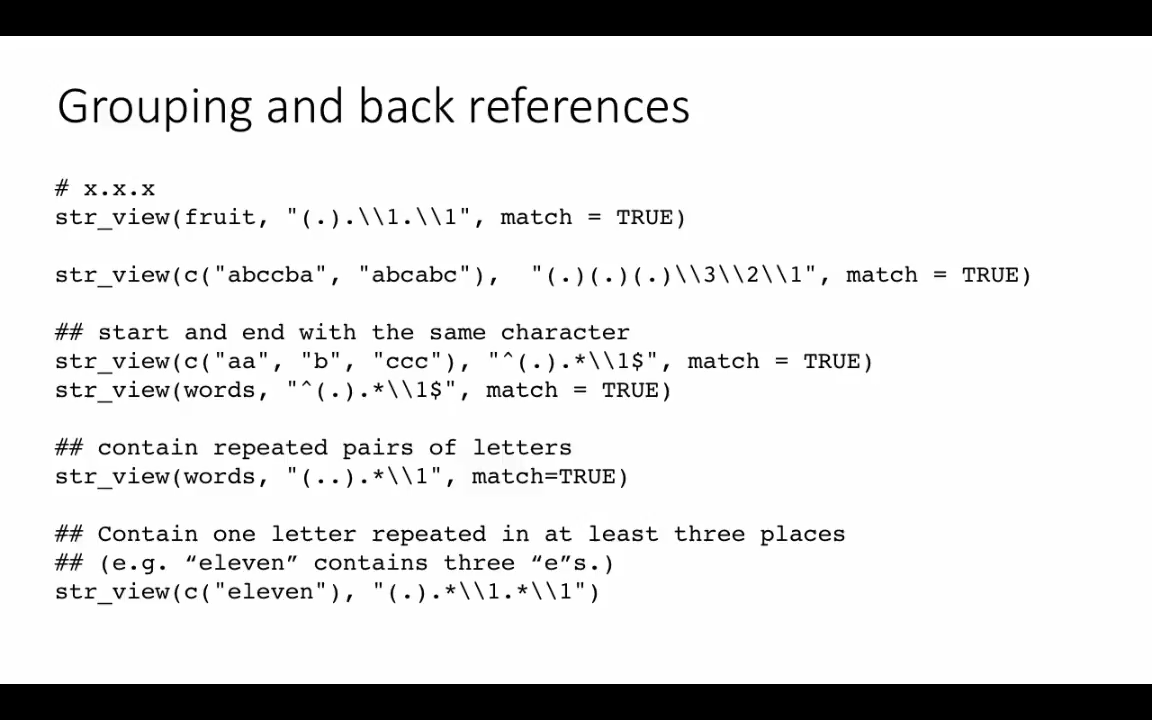 Grouping and back references
# x.x.x
str_view(fruit, "(.).\\1.\\1", match = TRUE)
str_view(c("abccba", "abcabc"),  "(.)(.)(.)\\3\\2\\1", match = TRUE)
## start and end with the same character
str_view(c("aa", "b", "ccc"), "^(.).*\\1$", match = TRUE)
str_view(words, "^(.).*\\1$", match = TRUE)
## contain repeated pairs of letters
str_view(words, "(..).*\\1", match=TRUE)
## Contain one letter repeated in at least three places
## (e.g. “eleven” contains three “e”s.)
str_view(c("eleven"), "(.).*\\1.*\\1")